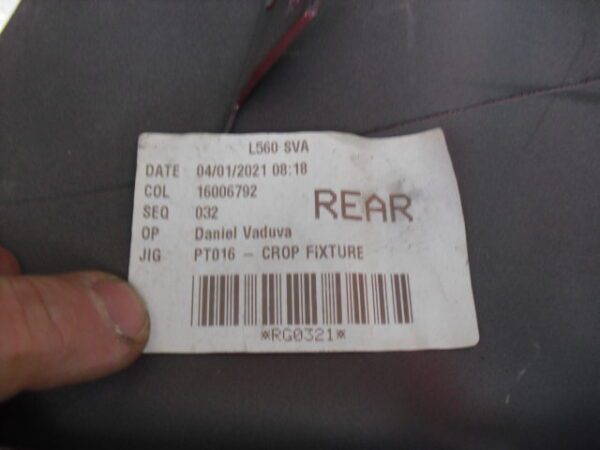 L560 SVA
DATE 04/01/2021 08:18
COL 16006792
SEQ 032
REAR
OP Daniel Vaduva
JIG PT016 - CROP FiXTURE
*RG0321*